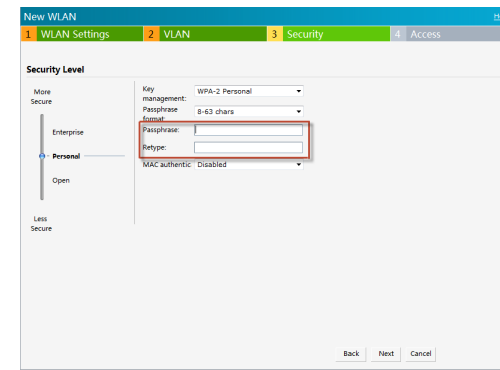 New WLAN
1 WLAN Settings 2 VLAN 3 Security 4 Access
Security Level
More
Secure
Enterprise
Personal
Open
Less
Secure
Key
management: WPA-2 Personal
Passphrase
format: 8-63 chars
Passphrase:
Retype:
MAC authentic Disabled
Back Next Cancel